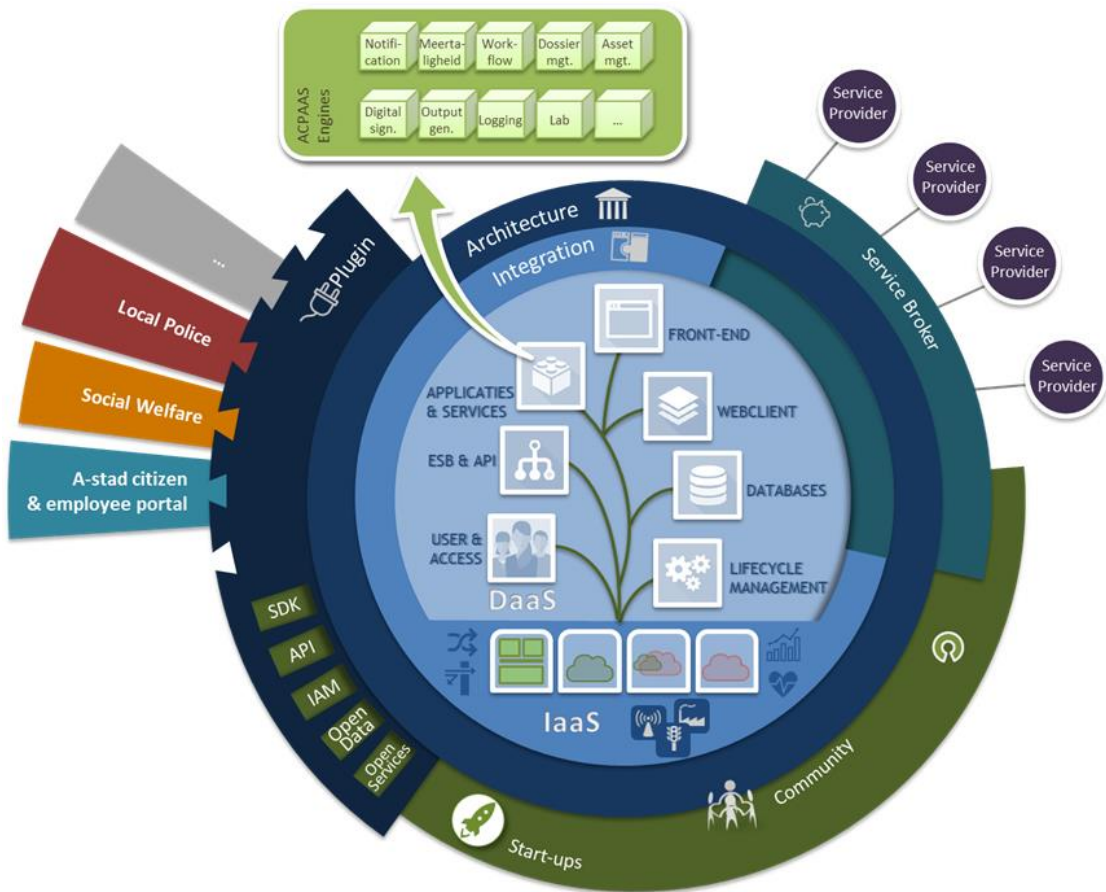 ACPAAS
Engines
Notifi-
cation
Meerta-
ligheid
Work-
flow
Dossier
mgt.
Asset
mgt.
Digital
sign.
Output
gen.
Logging
Lab
...
Service
Provider
Service
Provider
Service
Provider
Service
Provider
Service Broker
Architecture
Integration
Plugin
...
Local Police
Social Welfare
A-stad citizen
& employee portal
FRONT-END
APPLICATIES
& SERVICES
WEBCLIENT
ESB & API
DATABASES
USER &
ACCESS
LIFECYCLE
MANAGEMENT
DaaS
IaaS
SDK
API
IAM
Open
Data
Open
Services
Start-ups
Community